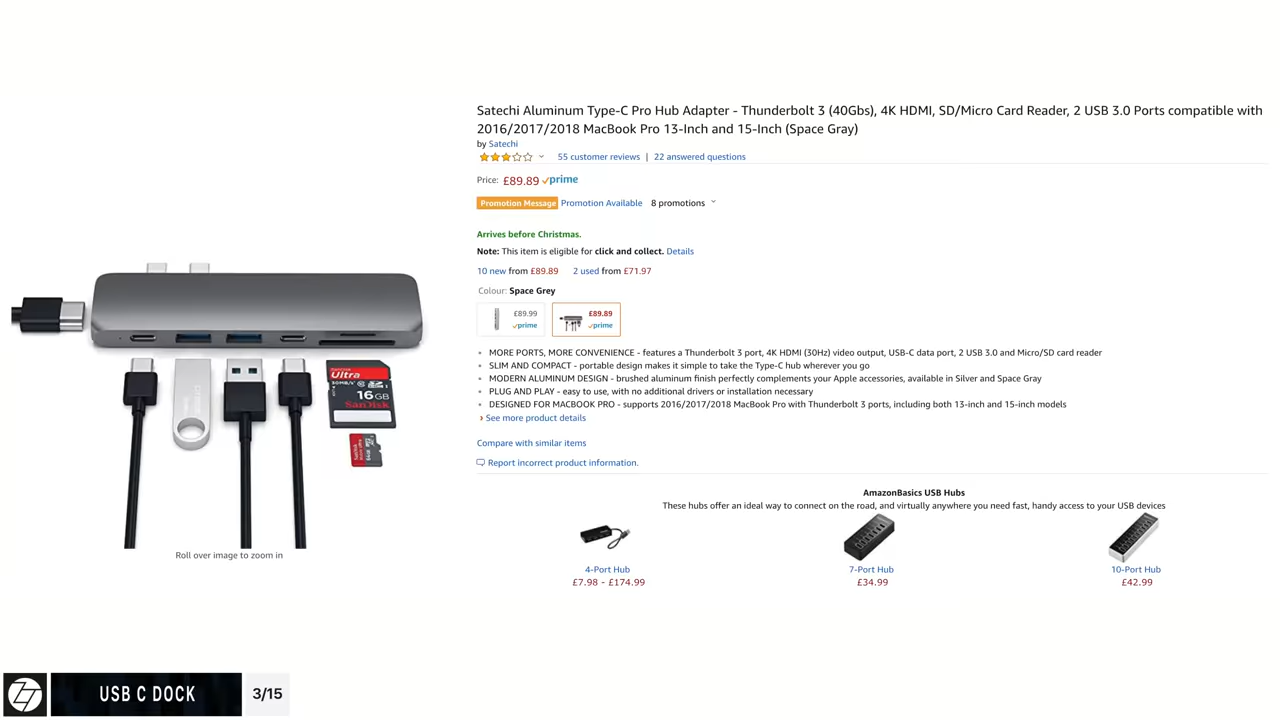 Satechi Aluminum Type-C Pro Hub Adapter - Thunderbolt 3 (40Gbs), 4K HDMI, SD/Micro Card Reader, 2 USB 3.0 Ports compatible with
2016/2017/2018 MacBook Pro 13-Inch and 15-Inch (Space Gray)
by Satechi
55 customer reviews | 22 answered questions
Price: £89.89 prime
Promotion Message Promotion Available 8 promotions
Arrives before Christmas.
Note: This item is eligible for click and collect. Details
10 new from £89.89 2 used from £71.97
Colour: Space Grey
£89.99 £89.89
prime prime
• MORE PORTS, MORE CONVENIENCE - features a Thunderbolt 3 port, 4K HDMI (30Hz) video output, USB-C data port, 2 USB 3.0 and Micro/SD card reader
• SLIM AND COMPACT - portable design makes it simple to take the Type-C hub wherever you go
• MODERN ALUMINUM DESIGN - brushed aluminum finish perfectly complements your Apple accessories, available in Silver and Space Gray
• PLUG AND PLAY - easy to use, with no additional drivers or installation necessary
• DESIGNED FOR MACBOOK PRO - supports 2016/2017/2018 MacBook Pro with Thunderbolt 3 ports, including both 13-inch and 15-inch models
› See more product details
Compare with similar items
Report incorrect product information.
Ultra
16 GB
SanDisk
Roll over image to zoom in
AmazonBasics USB Hubs
These hubs offer an ideal way to connect on the road, and virtually anywhere you need fast, handy access to your USB devices
4-Port Hub 7-Port Hub 10-Port Hub
£7.98 - £174.99 £34.99 £42.99
USB C DOCK 3/15